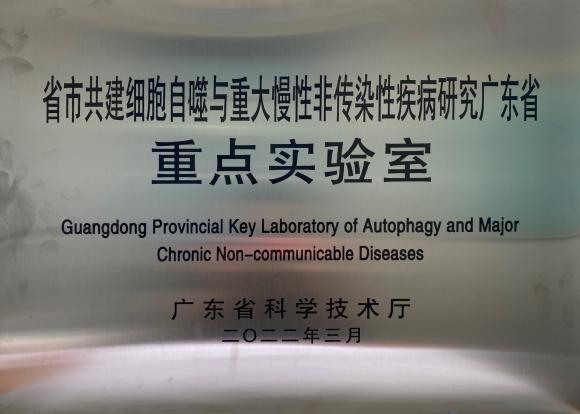 省市共建细胞自噬与重大慢性非传染性疾病研究广东省
重点实验室
Guangdong Provincial Key Laboratory of Autophagy and Major
Chronic Non-communicable Diseases
广东省科学技术厅
二〇二二年三月